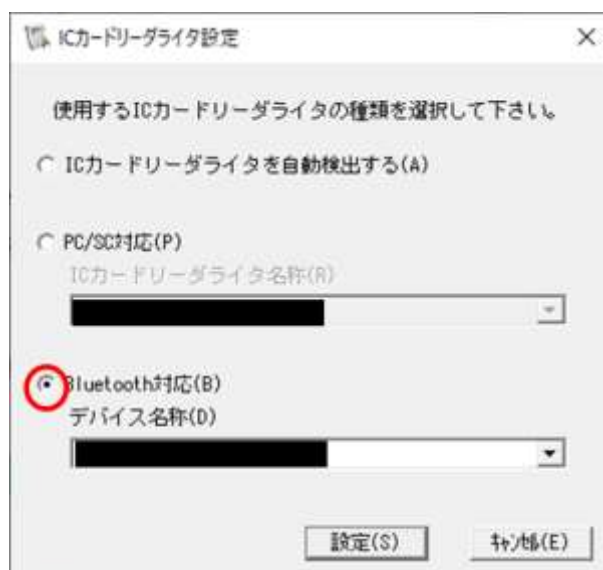 ICカードリーダライタ設定
使用するICカードリーダライタの種類を選択して下さい。
ICカードリーダライタを自動検出する(A)
PC/SC対応(P)
ICカードリーダライタ名称(R)
Bluetooth対応(B)
デバイス名称(D)
設定(S) ｷｬﾝｾﾙ(E)